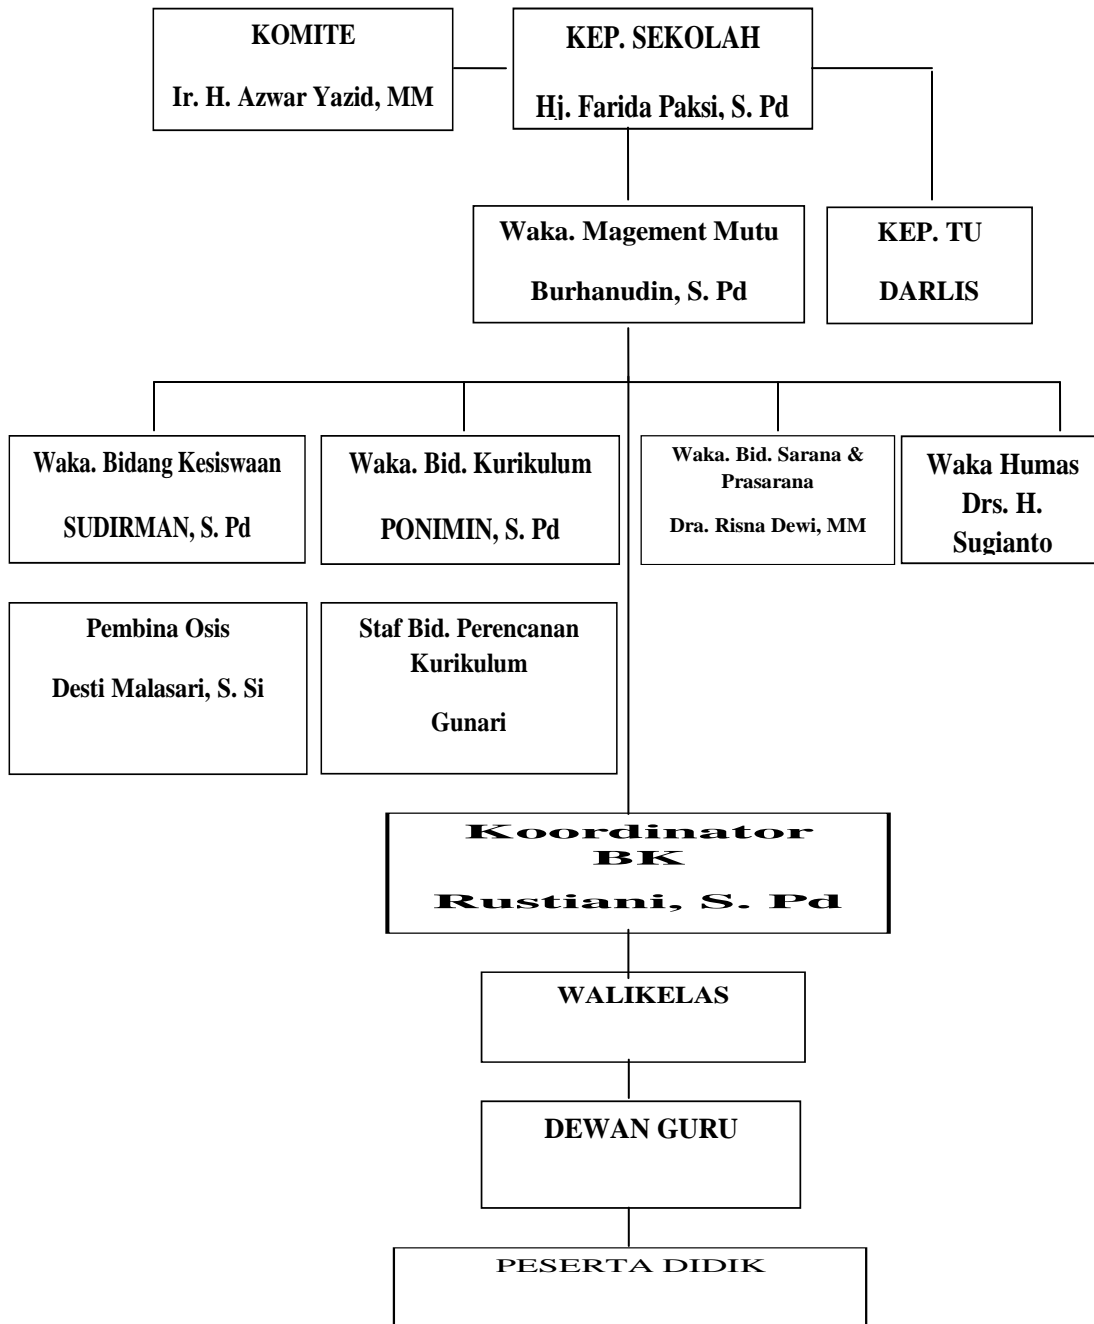 KOMITE
Ir. H. Azwar Yazid, MM
KEP. SEKOLAH
Hj. Farida Paksi, S. Pd
Waka. Magement Mutu
Burhanudin, S. Pd
KEP. TU
DARLIS
Waka. Bidang Kesiswaan
SUDIRMAN, S. Pd
Waka. Bid. Kurikulum
PONIMIN, S. Pd
Waka. Bid. Sarana &
Prasarana
Dra. Risna Dewi, MM
Waka Humas
Drs. H.
Sugianto
Pembina Osis
Desti Malasari, S. Si
Staf Bid. Perencanan
Kurikulum
Gunari
Koordinator
BK
Rustiani, S. Pd
WALIKELAS
DEWAN GURU
PESERTA DIDIK